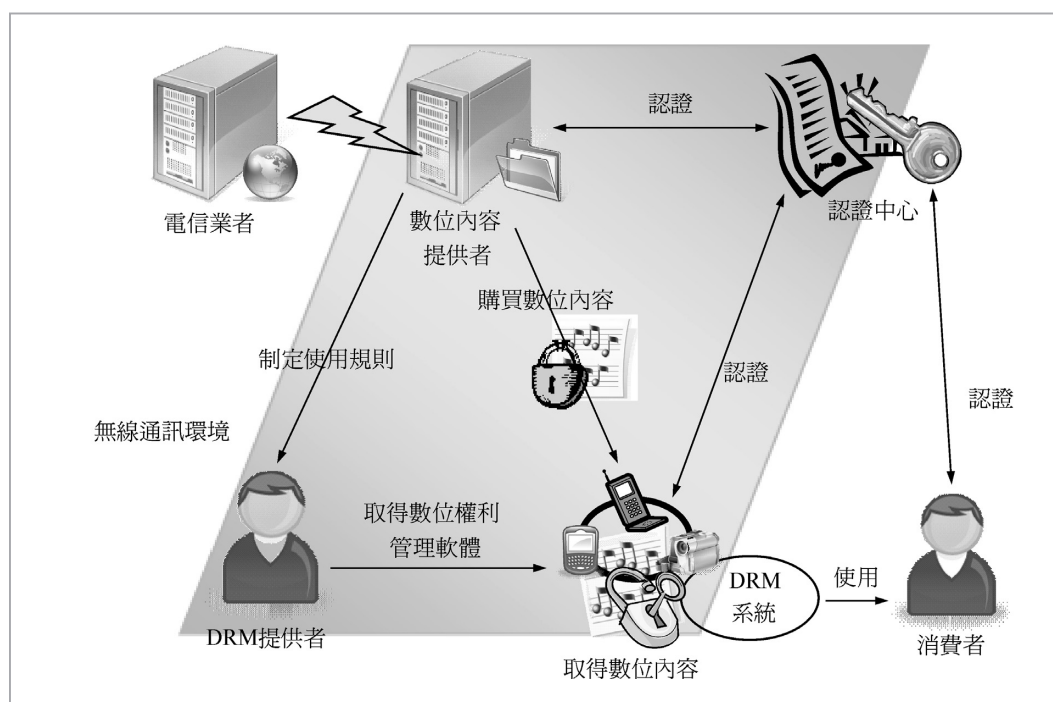 認證
電信業者
數位內容
提供者
認證中心
購買數位內容
制定使用規則
認證
認證
無線通訊環境
取得數位權利
管理軟體
DRM
系統
使用
DRM提供者
消費者
取得數位內容